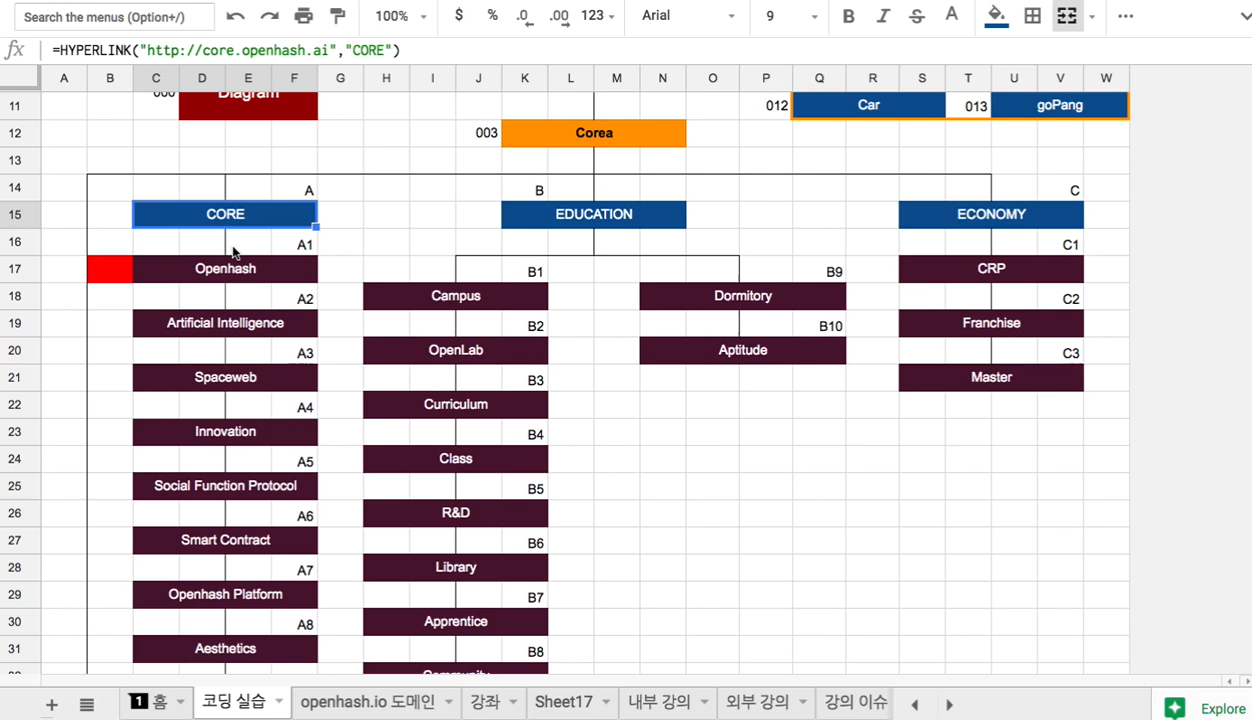 Search the menus (Option+/)
100%
$ % .0 .00 123
Arial
9
B I S A
fx =HYPERLINK("http://core.openhash.ai","CORE")
A B C D E F G H I J K L M N O P Q R S T U V W
000 Diagram
11 012 Car 013 goPang
12 003 Corea
13
14 A B C
15 CORE EDUCATION ECONOMY
16 A1 C1
17 Openhash B1 B9 CRP
18 A2 Campus Dormitory C2
19 Artificial Intelligence B2 B10 Franchise
20 A3 OpenLab Aptitude C3
21 Spaceweb B3 Master
22 A4 Curriculum
23 Innovation B4
24 A5 Class
25 Social Function Protocol B5
26 A6 R&D
27 Smart Contract B6
28 A7 Library
29 Openhash Platform B7
30 A8 Apprentice
31 Aesthetics B8
Community
1 홈 코딩 실습 openhash.io 도메인 강좌 Sheet17 내부 강의 외부 강의 강의 이슈
Explore